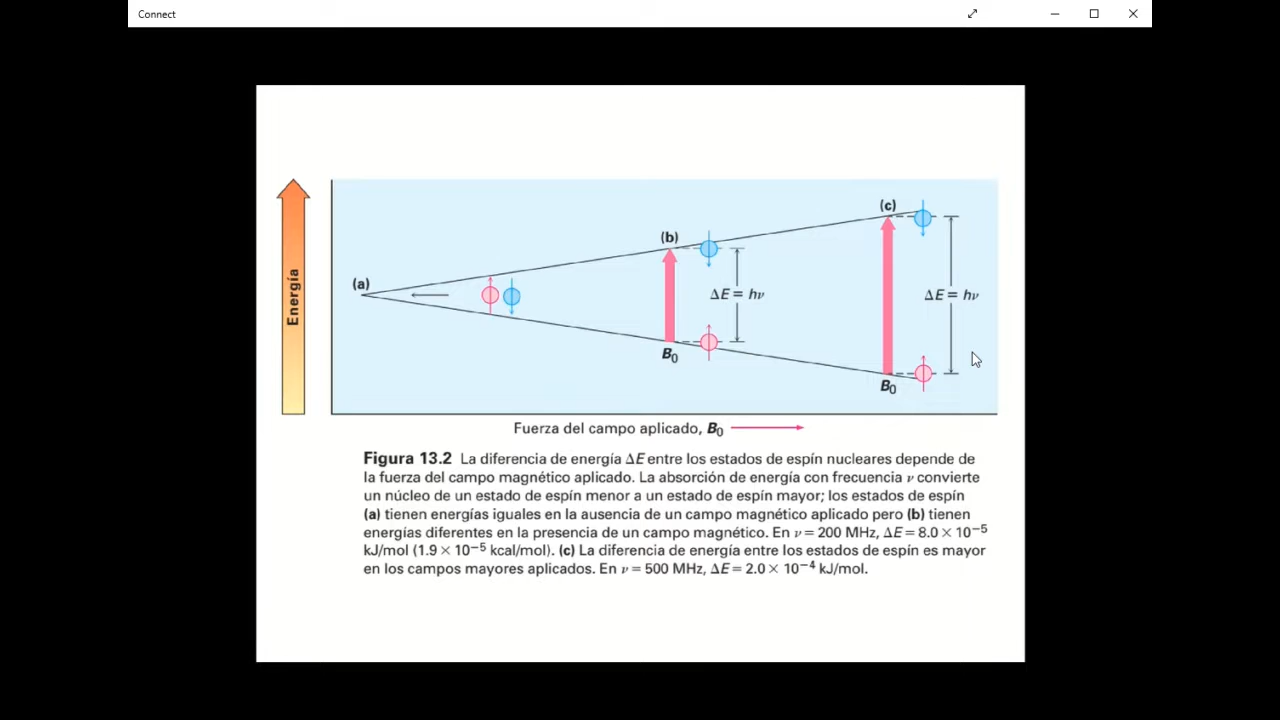 Connect
(c)
(b)
(a)
ΔE = hν
ΔE = hν
Energía
B₀
B₀
Fuerza del campo aplicado, B₀
Figura 13.2 La diferencia de energía ΔE entre los estados de espín nucleares depende de
la fuerza del campo magnético aplicado. La absorción de energía con frecuencia ν convierte
un núcleo de un estado de espín menor a un estado de espín mayor; los estados de espín
(a) tienen energías iguales en la ausencia de un campo magnético aplicado pero (b) tienen
energías diferentes en la presencia de un campo magnético. En ν = 200 MHz, ΔE = 8.0 × 10⁻⁵
kJ/mol (1.9 × 10⁻⁵ kcal/mol). (c) La diferencia de energía entre los estados de espín es mayor
en los campos mayores aplicados. En ν = 500 MHz, ΔE = 2.0 × 10⁻⁴ kJ/mol.